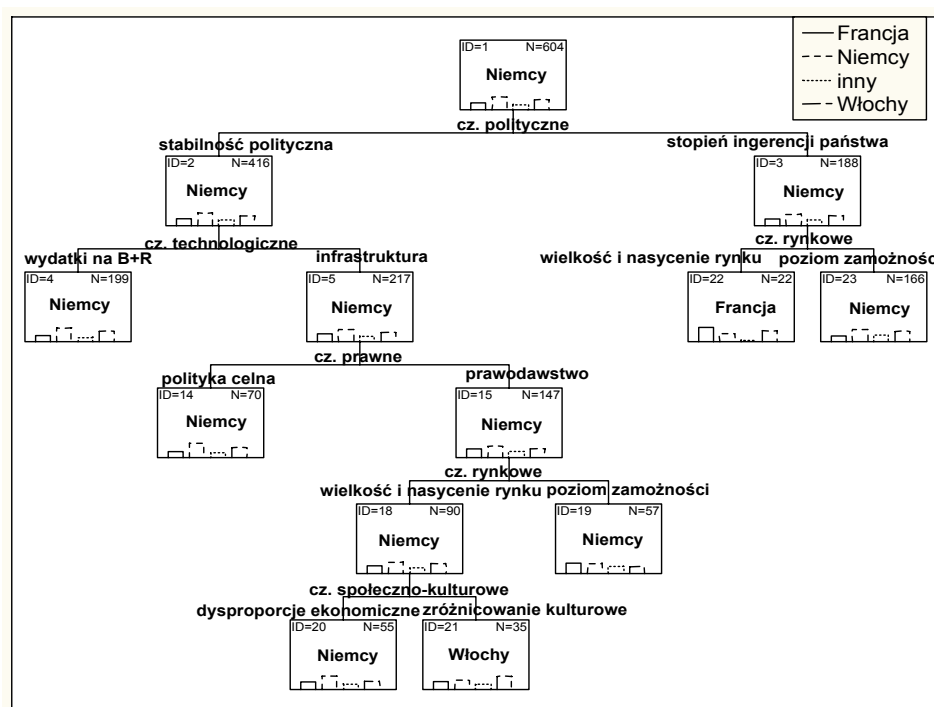 ID=1 N=604
Niemcy
Francja
Niemcy
inny
Włochy
cz. polityczne
stabilność polityczna
stopień ingerencji państwa
ID=2 N=416
Niemcy
ID=3 N=188
Niemcy
cz. technologiczne
cz. rynkowe
wydatki na B+R
infrastruktura
wielkość i nasycenie rynku
poziom zamożności
ID=4 N=199
Niemcy
ID=5 N=217
Niemcy
ID=22 N=22
Francja
ID=23 N=166
Niemcy
cz. prawne
polityka celna
prawodawstwo
ID=14 N=70
Niemcy
ID=15 N=147
Niemcy
cz. rynkowe
wielkość i nasycenie rynku
poziom zamożności
ID=18 N=90
Niemcy
ID=19 N=57
Niemcy
cz. społeczno-kulturowe
dysproporcje ekonomiczne
zróżnicowanie kulturowe
ID=20 N=55
Niemcy
ID=21 N=35
Włochy